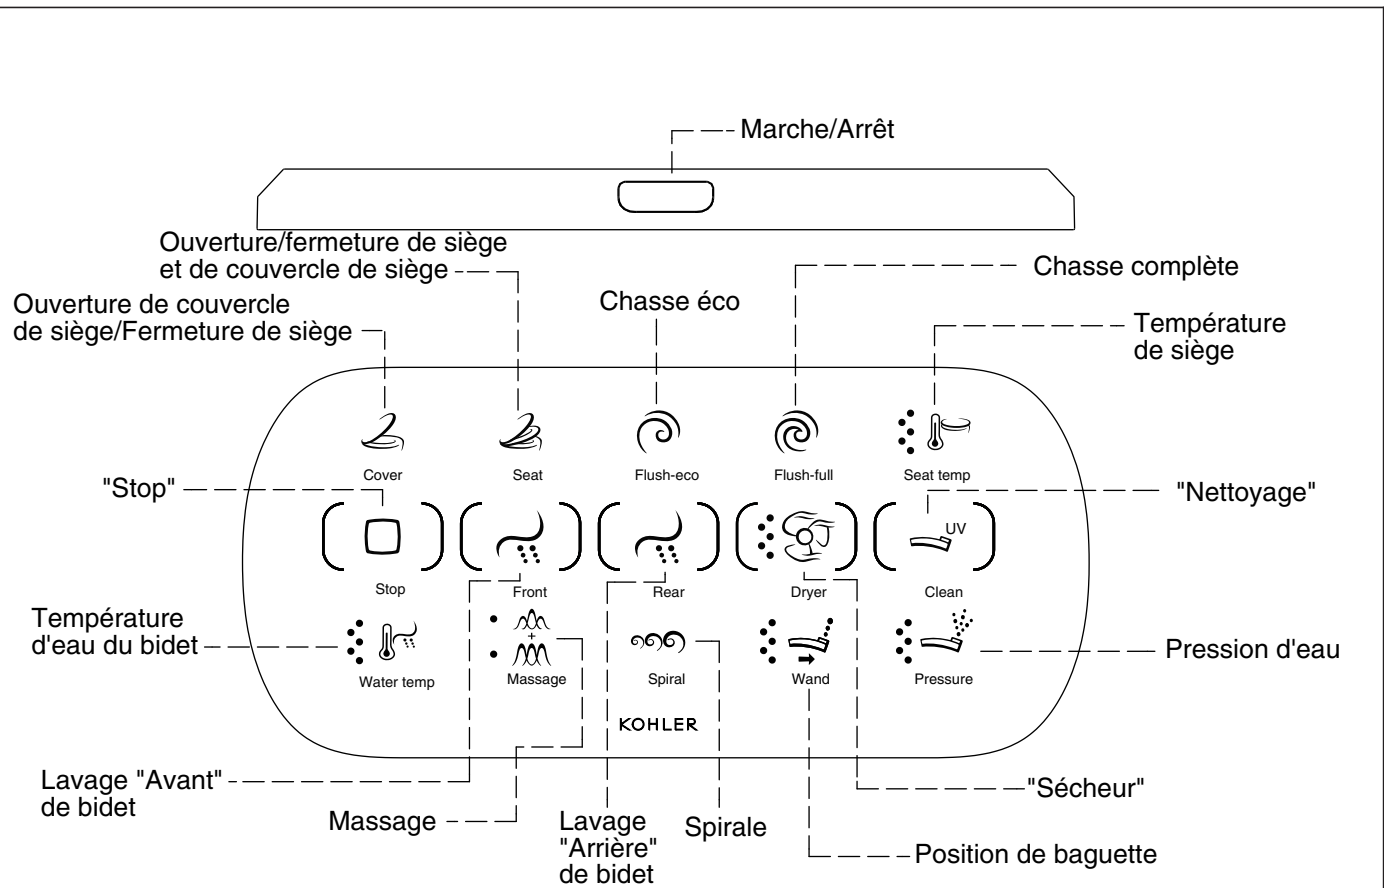 Marche/Arrêt
Ouverture/fermeture de siège
et de couvercle de siège
Chasse complète
Ouverture de couvercle
de siège/Fermeture de siège
Chasse éco
Température
de siège
Cover
Seat
Flush-eco
Flush-full
Seat temp
"Stop"
"Nettoyage"
UV
Stop
Front
Rear
Dryer
Clean
Température
d'eau du bidet
+
Pression d'eau
Water temp
Massage
Spiral
Wand
Pressure
KOHLER
Lavage "Avant"
de bidet
"Sécheur"
Massage
Lavage
"Arrière"
de bidet
Spirale
Position de baguette